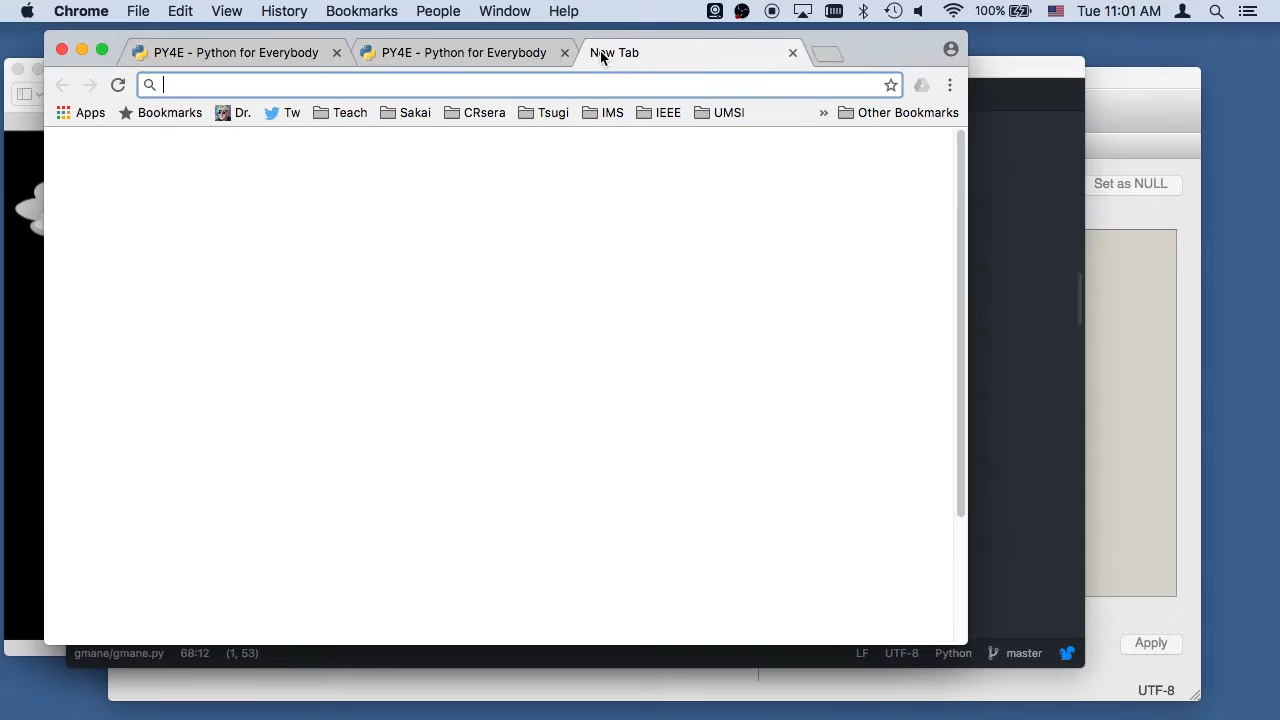 Chrome File Edit View History Bookmarks People Window Help 100% Tue 11:01 AM
PY4E - Python for Everybody PY4E - Python for Everybody New Tab
Apps Bookmarks Dr. Tw Teach Sakai CRsera Tsugi IMS IEEE UMSI » Other Bookmarks
Set as NULL
Apply
gmane/gmane.py 68:12 (1, 53) LF UTF-8 Python master
UTF-8